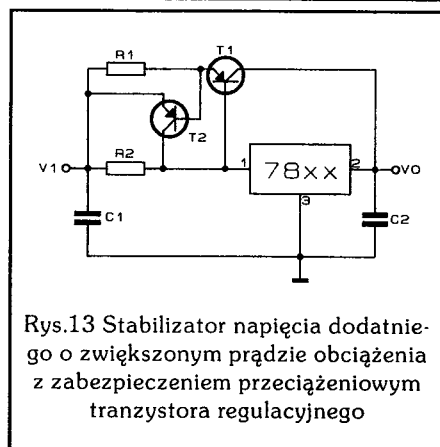 R1
T1
T2
V1
R2
1
78xx
2
VO
3
C1
C2
Rys.13 Stabilizator napięcia dodatnie-
go o zwiększonym prądzie obciążenia
z zabezpieczeniem przeciążeniowym
tranzystora regulacyjnego